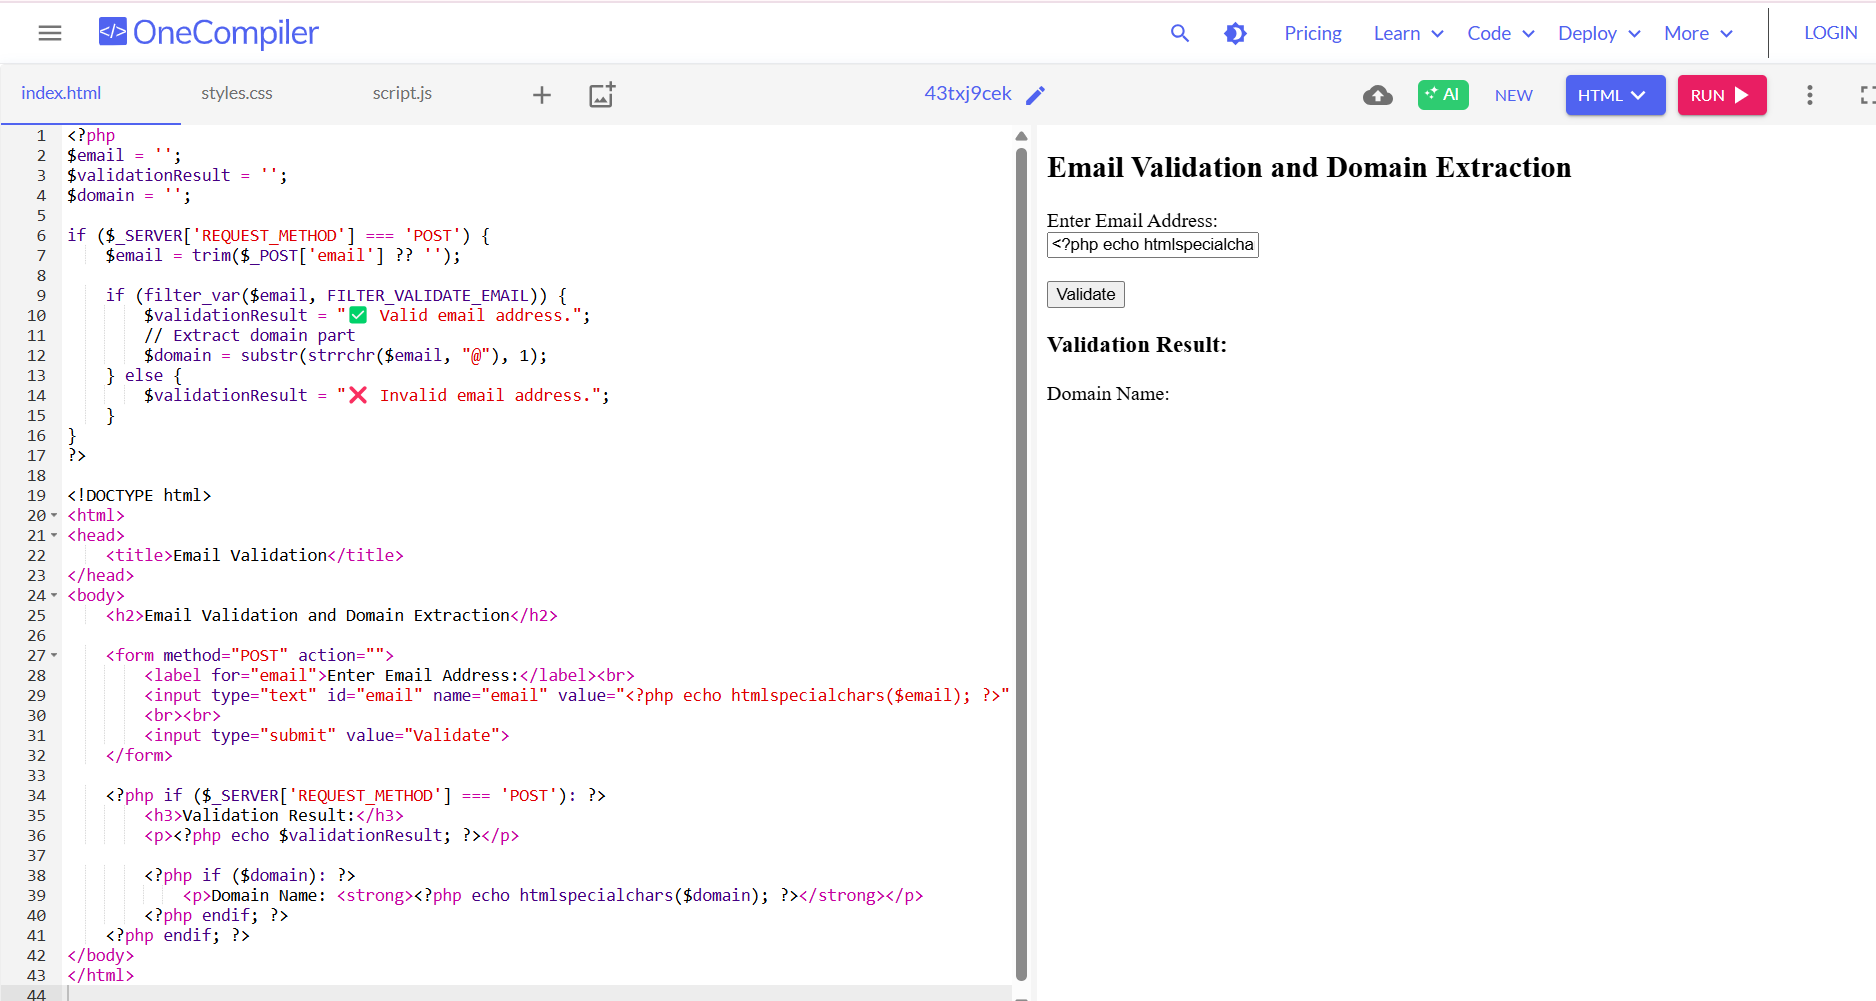 OneCompiler
Pricing Learn Code Deploy More LOGIN
index.html styles.css script.js 43txj9cek AI NEW HTML RUN
1 <?php
2 $email = '';
3 $validationResult = '';
4 $domain = '';
5
6 if ($_SERVER['REQUEST_METHOD'] === 'POST') {
7     $email = trim($_POST['email'] ?? '');
8
9     if (filter_var($email, FILTER_VALIDATE_EMAIL)) {
10         $validationResult = "✅ Valid email address.";
11         // Extract domain part
12         $domain = substr(strrchr($email, "@"), 1);
13     } else {
14         $validationResult = "❌ Invalid email address.";
15     }
16 }
17 ?>
18
19 <!DOCTYPE html>
20 <html>
21 <head>
22     <title>Email Validation</title>
23 </head>
24 <body>
25     <h2>Email Validation and Domain Extraction</h2>
26
27     <form method="POST" action="">
28         <label for="email">Enter Email Address:</label><br>
29         <input type="text" id="email" name="email" value="<?php echo htmlspecialchars($email); ?>"
30         <br><br>
31         <input type="submit" value="Validate">
32     </form>
33
34     <?php if ($_SERVER['REQUEST_METHOD'] === 'POST'): ?>
35         <h3>Validation Result:</h3>
36         <p><?php echo $validationResult; ?></p>
37
38         <?php if ($domain): ?>
39             <p>Domain Name: <strong><?php echo htmlspecialchars($domain); ?></strong></p>
40         <?php endif; ?>
41     <?php endif; ?>
42 </body>
43 </html>
44
Email Validation and Domain Extraction
Enter Email Address:
<?php echo htmlspecialcha
Validate
Validation Result:
Domain Name: